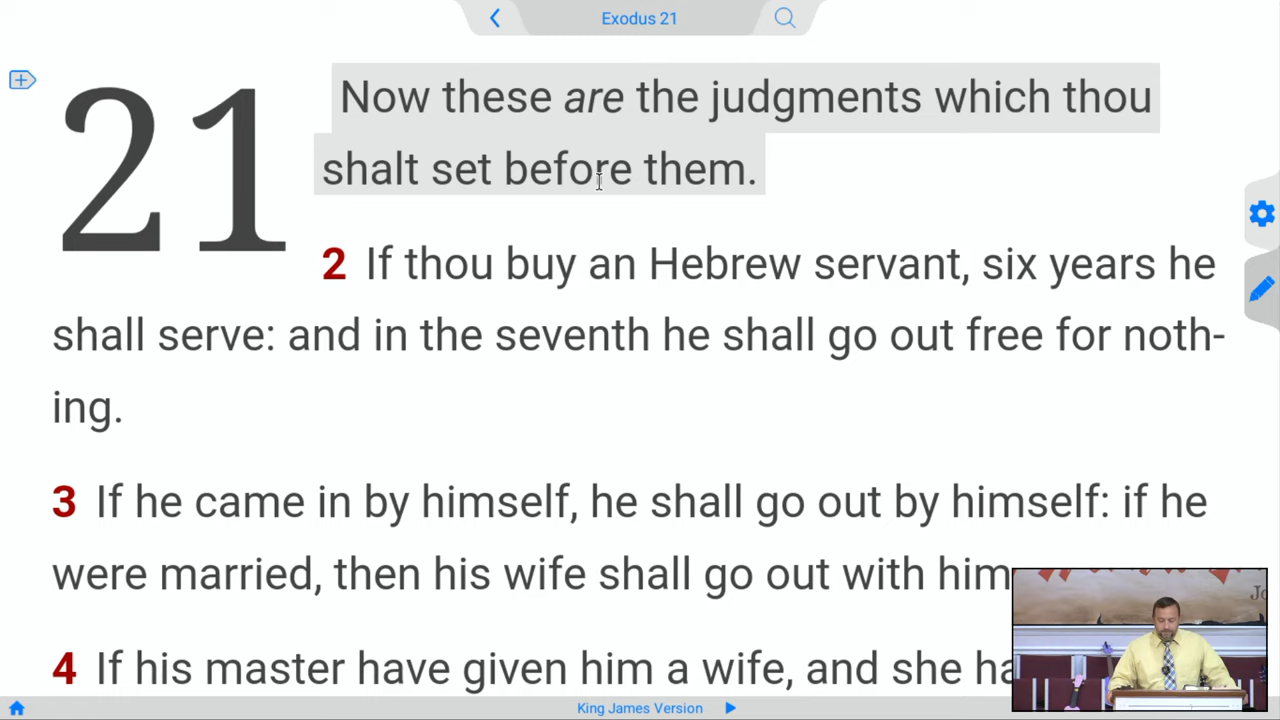 Exodus 21
21 Now these are the judgments which thou
shalt set before them.
2 If thou buy an Hebrew servant, six years he
shall serve: and in the seventh he shall go out free for noth-
ing.
3 If he came in by himself, he shall go out by himself: if he
were married, then his wife shall go out with him
4 If his master have given him a wife, and she ha
King James Version